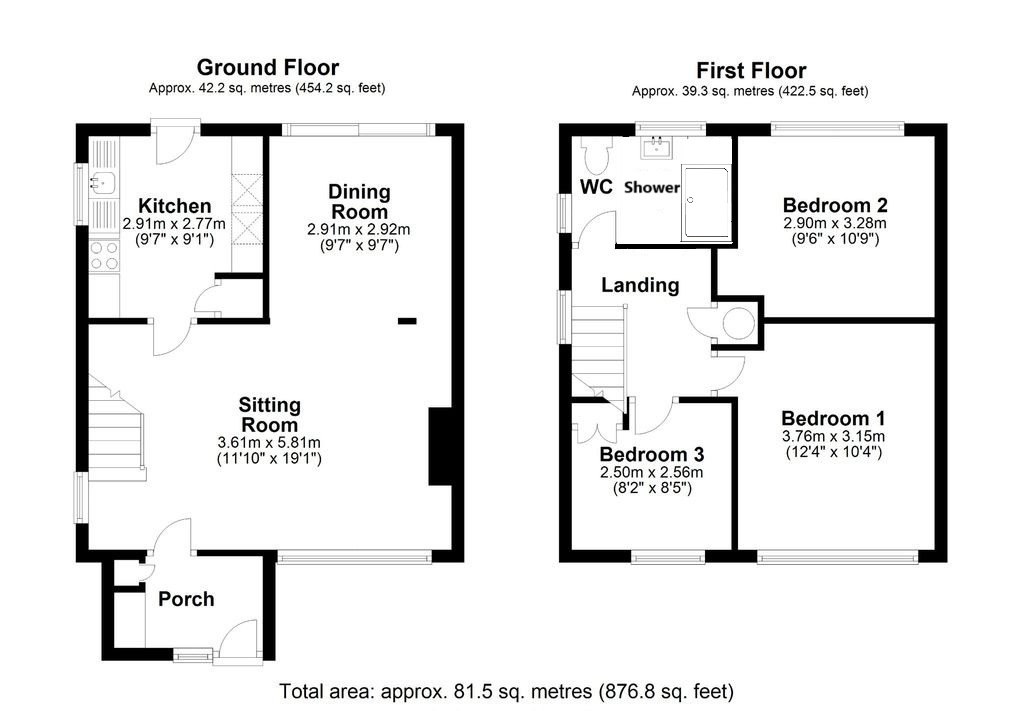 Ground Floor
Approx. 42.2 sq. metres (454.2 sq. feet)
Kitchen
2.91m x 2.77m
(9'7" x 9'1")
Dining
Room
2.91m x 2.92m
(9'7" x 9'7")
Sitting
Room
3.61m x 5.81m
(11'10" x 19'1")
Porch
First Floor
Approx. 39.3 sq. metres (422.5 sq. feet)
WC
Shower
Bedroom 2
2.90m x 3.28m
(9'6" x 10'9")
Landing
Bedroom 1
3.76m x 3.15m
(12'4" x 10'4")
Bedroom 3
2.50m x 2.56m
(8'2" x 8'5")
Total area: approx. 81.5 sq. metres (876.8 sq. feet)